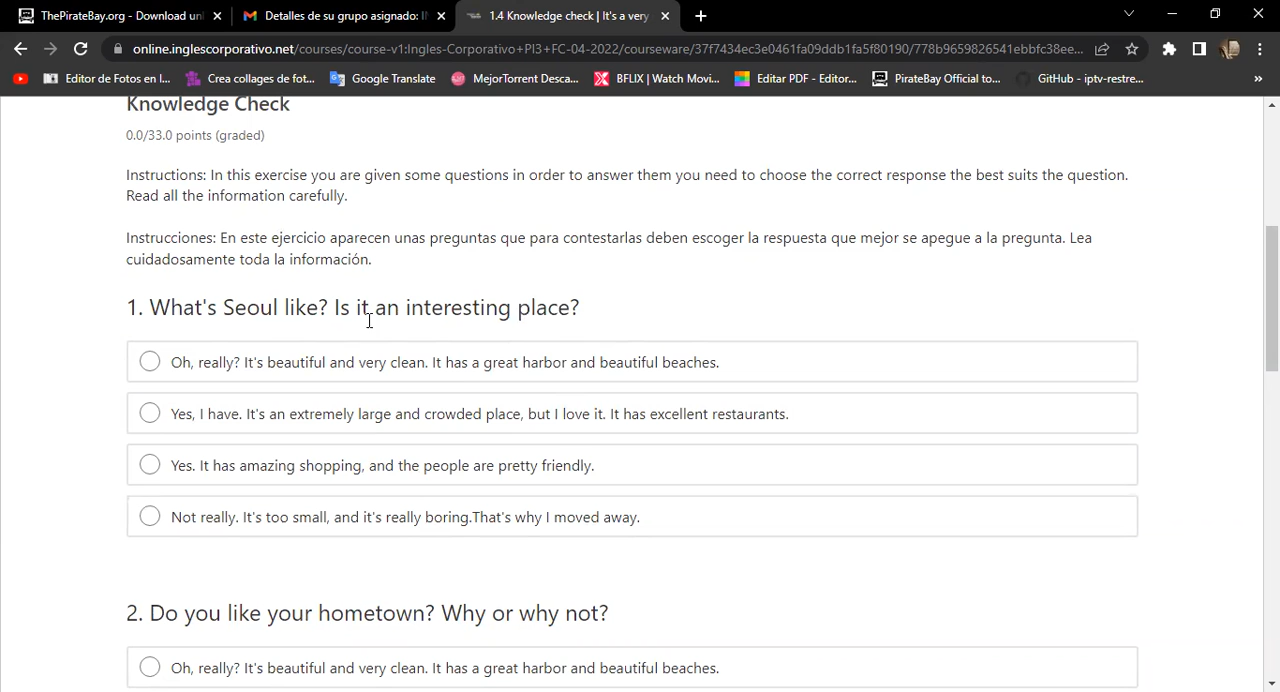 ThePirateBay.org - Download unl
Detalles de su grupo asignado: II
1.4 Knowledge check | It's a very
online.inglescorporativo.net/courses/course-v1:Ingles-Corporativo+PI3+FC-04-2022/courseware/37f7434ec3e0461fa09ddb1fa5f80190/778b9659826541ebbfc38ee...
Editor de Fotos en l...
Crea collages de fot...
Google Translate
MejorTorrent Desca...
BFLIX | Watch Movi...
Editar PDF - Editor...
PirateBay Official to...
GitHub - iptv-restre...
Knowledge Check
0.0/33.0 points (graded)
Instructions: In this exercise you are given some questions in order to answer them you need to choose the correct response the best suits the question.
Read all the information carefully.
Instrucciones: En este ejercicio aparecen unas preguntas que para contestarlas deben escoger la respuesta que mejor se apegue a la pregunta. Lea
cuidadosamente toda la información.
1. What's Seoul like? Is it an interesting place?
Oh, really? It's beautiful and very clean. It has a great harbor and beautiful beaches.
Yes, I have. It's an extremely large and crowded place, but I love it. It has excellent restaurants.
Yes. It has amazing shopping, and the people are pretty friendly.
Not really. It's too small, and it's really boring.That's why I moved away.
2. Do you like your hometown? Why or why not?
Oh, really? It's beautiful and very clean. It has a great harbor and beautiful beaches.